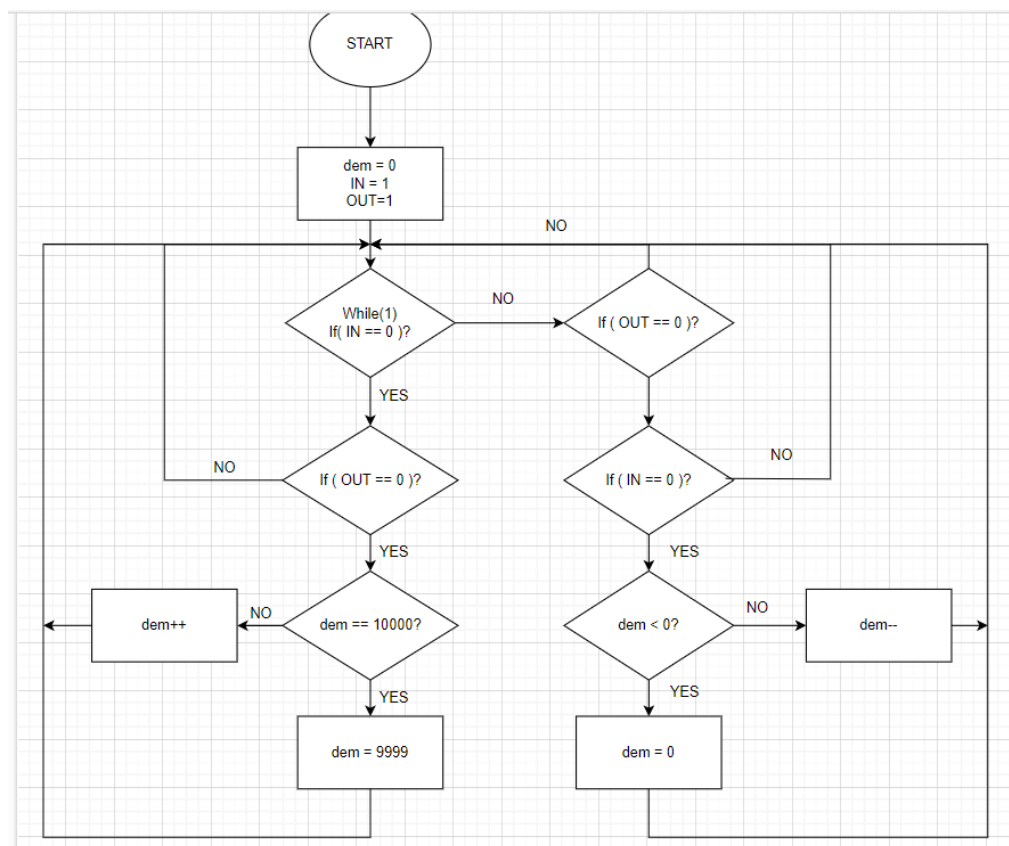 START
dem = 0
IN = 1
OUT=1
NO
While(1)
If( IN == 0 )?
NO
If ( OUT == 0 )?
YES
If ( OUT == 0 )?
NO
If ( IN == 0 )?
NO
YES
YES
dem++
NO
dem == 10000?
dem < 0?
NO
dem--
YES
YES
dem = 9999
dem = 0